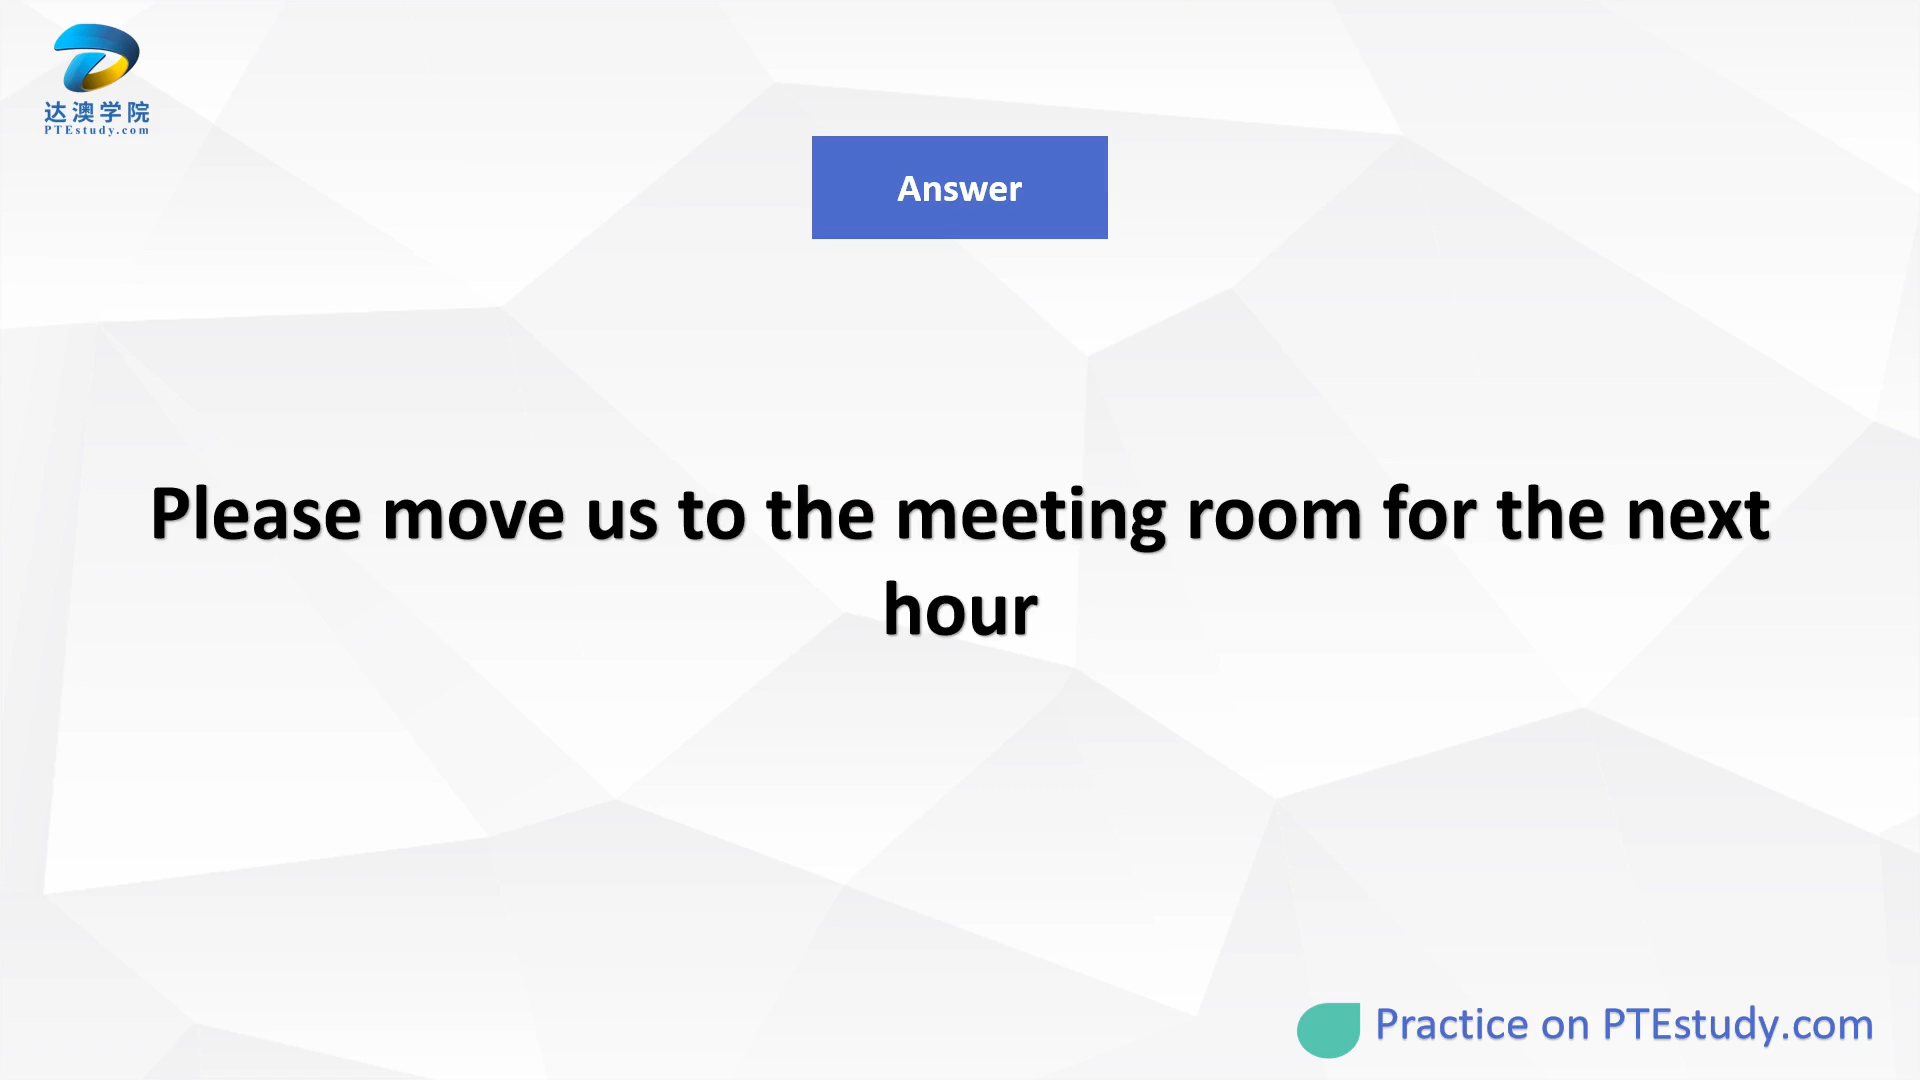 达澳学院
PTEstudy.com
Answer
Please move us to the meeting room for the next
hour
Practice on PTEstudy.com